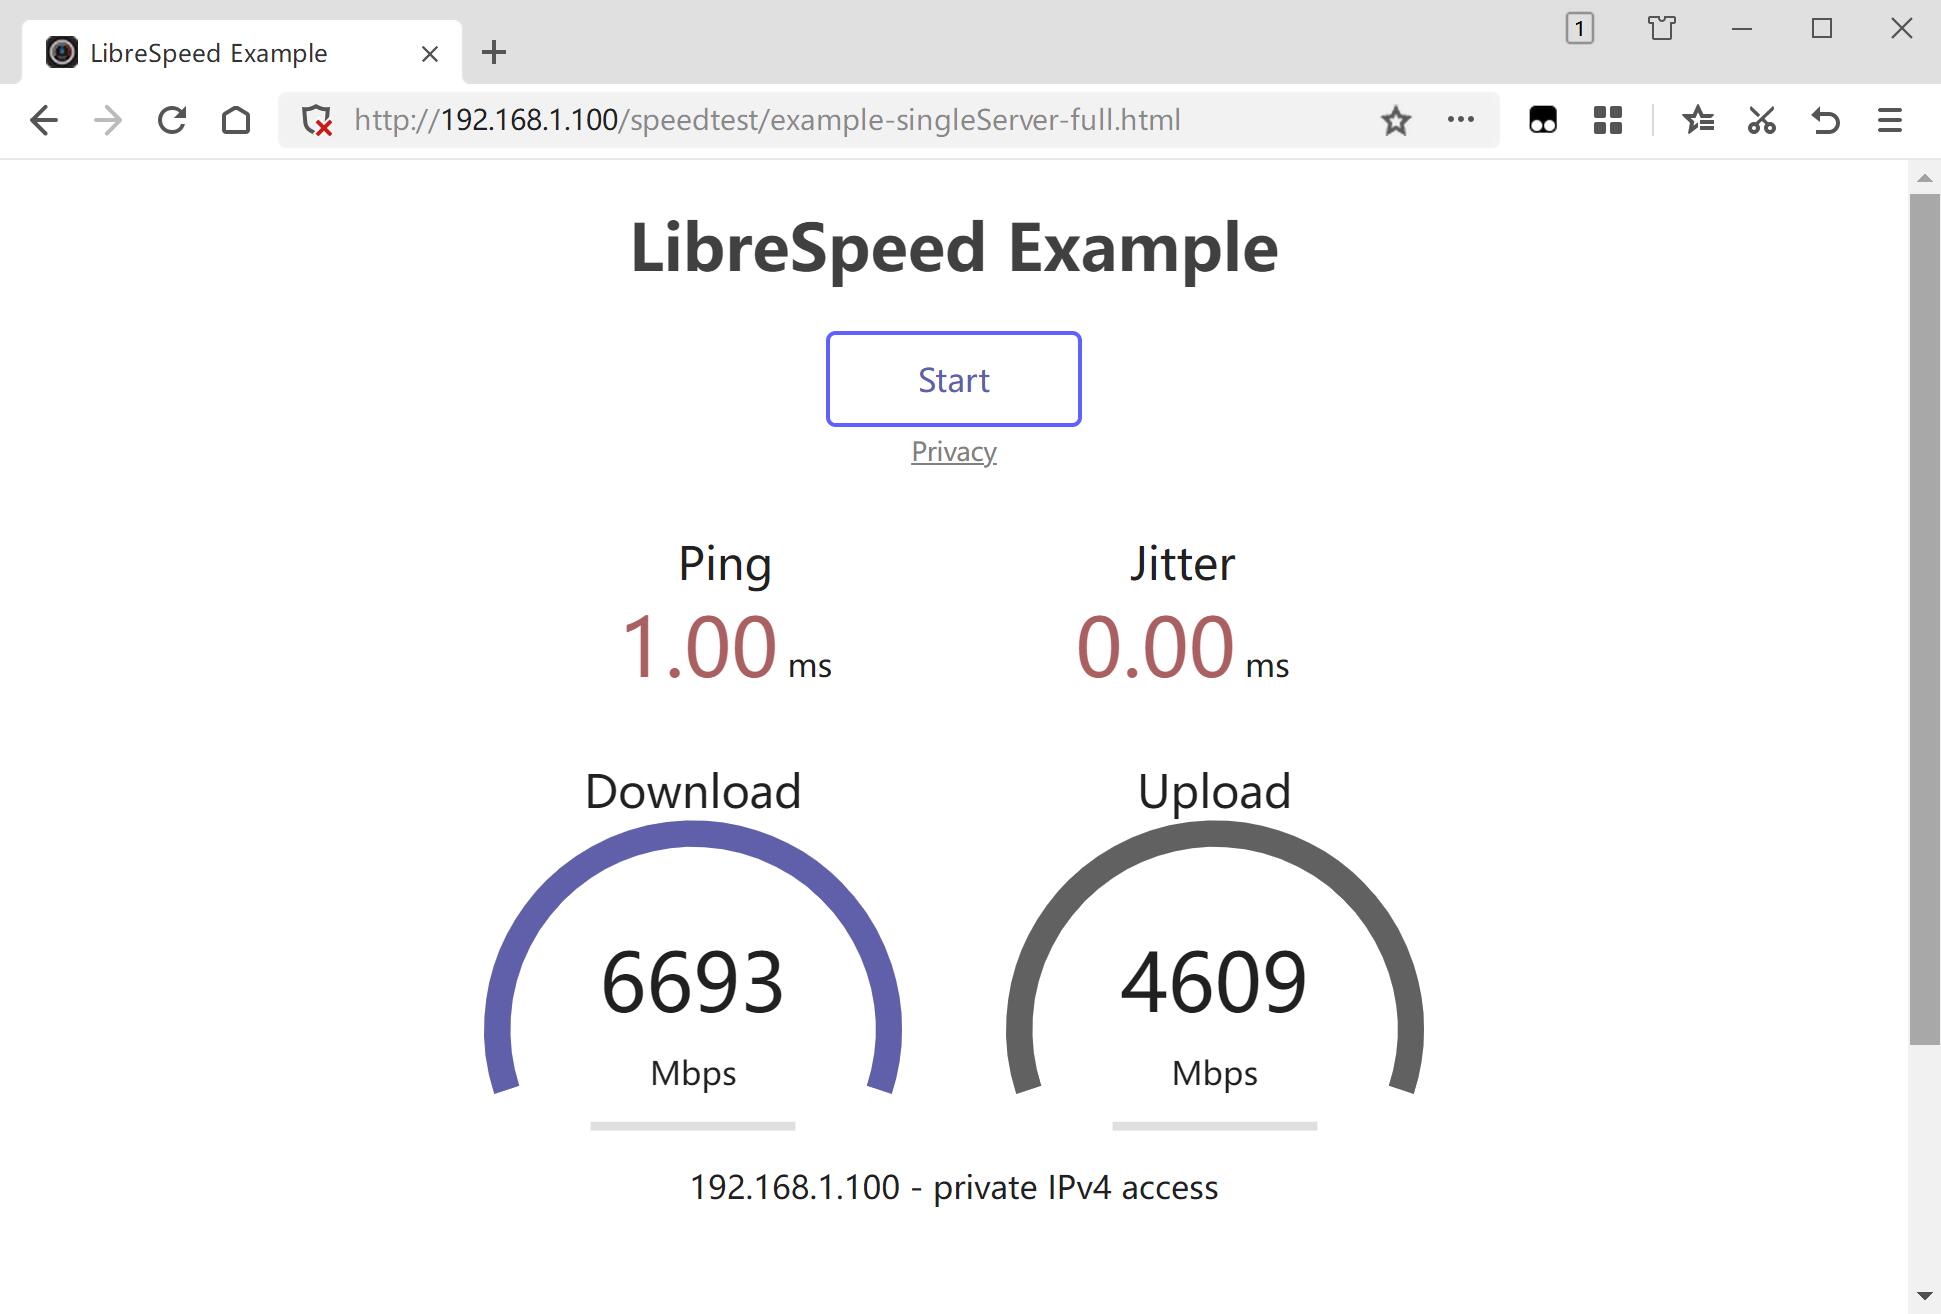 LibreSpeed Example
1
http://192.168.1.100/speedtest/example-singleServer-full.html
LibreSpeed Example
Start
Privacy
Ping
Jitter
1.00 ms
0.00 ms
Download
Upload
6693
4609
Mbps
Mbps
192.168.1.100 - private IPv4 access